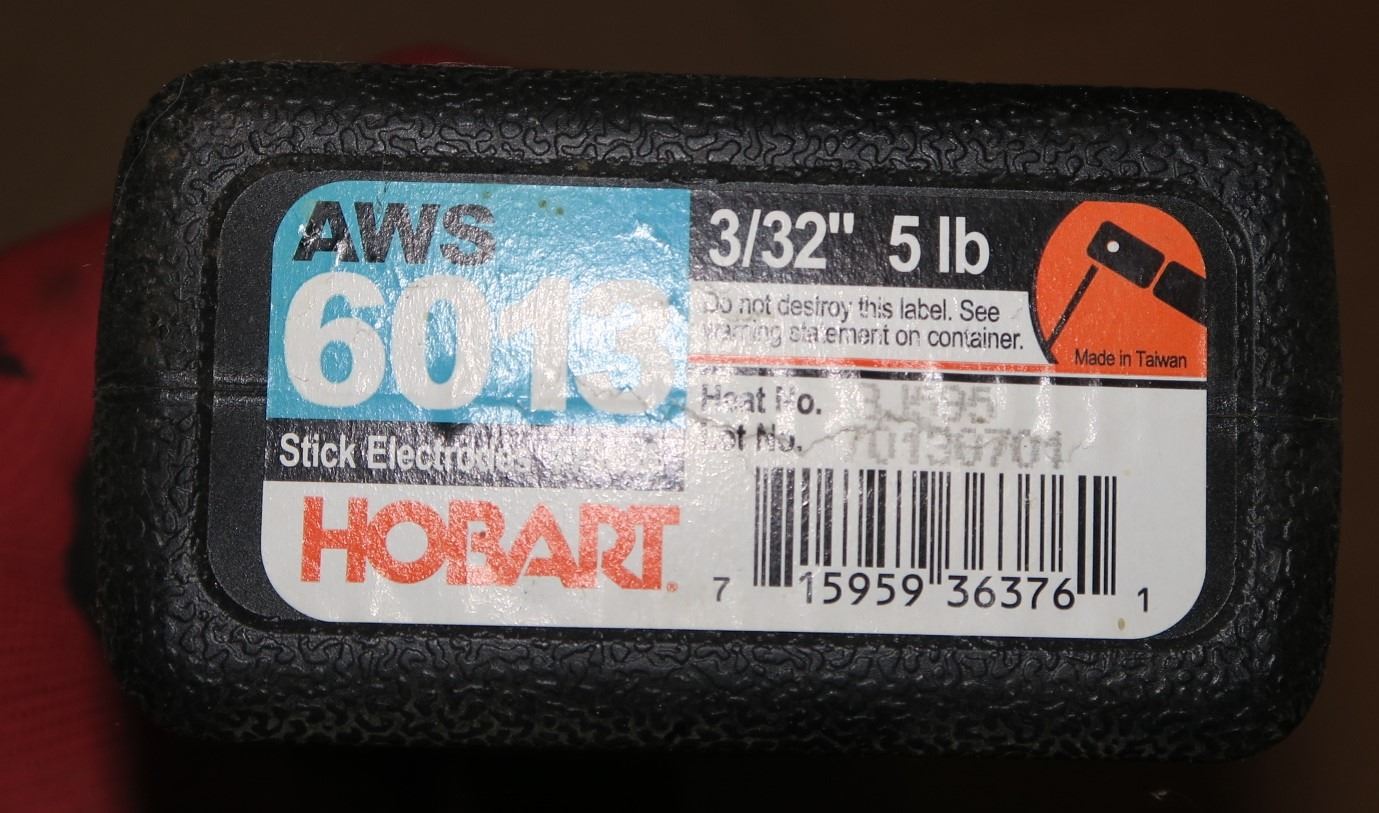 AWS
6013
Stick Electrodes
HOBART®
3/32" 5 lb
Do not destroy this label. See
warning statement on container.
Made in Taiwan
Heat No.
Lot No. 70130701
7 15959 36376 1